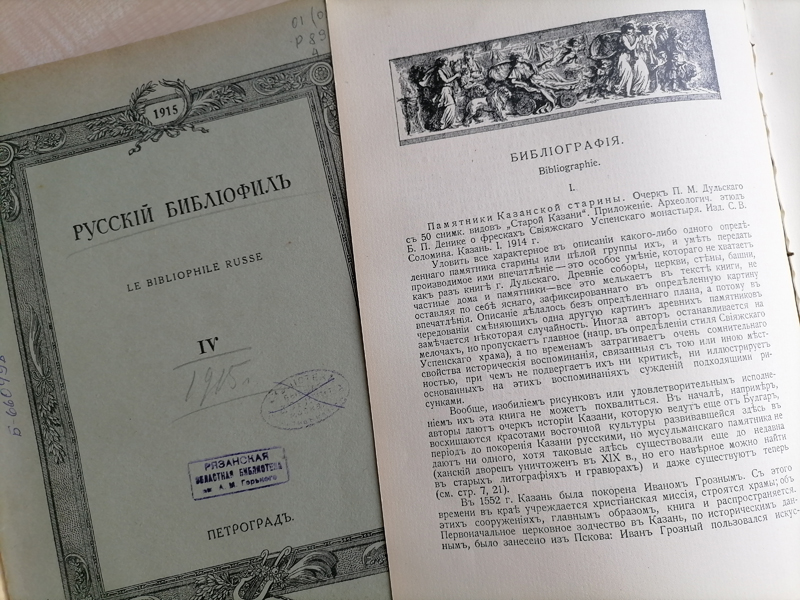 01(0
Р 89
1915
РУССКІЙ БИБЛІОФИЛЪ
LE BIBLIOPHILE RUSSE
IV
1915 г.
РЯЗАНСКАЯ
ОБЛАСТНАЯ БИБЛИОТЕКА
им. А. М. Горького
ПЕТРОГРАДЪ.
БИБЛІОГРАФІЯ.
Bibliographie.
I.
Памятники Казанской старины. Очеркъ П. М. Дульскаго
съ 50 снимк. видовъ „Старой Казани“. Приложеніе. Археологич. этюдъ
Б. П. Денике о фрескахъ Свіяжскаго Успенскаго монастыря. Изд. С. В.
Соломина. Казань. I. 1914 г.
Уловить все характерное въ описаніи какого-либо одного опредѣ-
леннаго памятника старины или цѣлой группы ихъ, и умѣть передать
производимое ими впечатлѣніе—это особое умѣніе, котораго не хватаетъ
какъ разъ книгѣ г. Дульскаго. Древніе соборы, церкви, стѣны, башни,
частные дома и памятники—все это мелькаетъ въ текстѣ книги, не
оставляя по себѣ яснаго, зафиксированнаго въ опредѣленную картину
впечатлѣнія. Описаніе дѣлалось безъ опредѣленнаго плана, а потому въ
чередованіи смѣняющихъ одна другую картинъ древнихъ памятниковъ
замѣчается нѣкоторая случайность. Иногда авторъ останавливается на
мелочахъ, но пропускаетъ главное (напр. въ опредѣленіи стиля Свіяжскаго
Успенскаго храма), а по временамъ затрагиваетъ очень сомнительнаго
свойства историческія воспоминанія, связанныя съ тою или иною мѣст-
ностью, при чемъ не подвергаетъ ихъ ни критикѣ, ни иллюстрируетъ
основанныхъ на этихъ воспоминаніяхъ сужденій подходящими ри-
сунками.
Вообще, изобиліемъ рисунковъ или удовлетворительнымъ исполне-
ніемъ ихъ эта книга не можетъ похвалиться. Въ началѣ, напримѣръ,
авторы даютъ очеркъ исторіи Казани, которую ведутъ еще отъ Булгаръ,
восхищаются красотами восточной культуры развивавшейся здѣсь въ
періодъ до покоренія Казани русскими, но мусульманскаго памятника не
даютъ ни одного, хотя таковые здѣсь существовали еще до недавна
(ханскій дворецъ уничтоженъ въ XIX в., но его навѣрное можно найти
въ старыхъ литографіяхъ и гравюрахъ) и даже существуютъ теперь
(см. стр. 7, 21).
Въ 1552 г. Казань была покорена Иваномъ Грознымъ. Съ этого
времени въ краѣ учреждается христіанская миссія, строятся храмы; объ
этихъ сооруженіяхъ, главнымъ образомъ, книга и распространяется.
Первоначальное церковное зодчество въ Казань, по историческимъ дан-
нымъ, было занесено изъ Пскова: Иванъ Грозный пользовался искус-